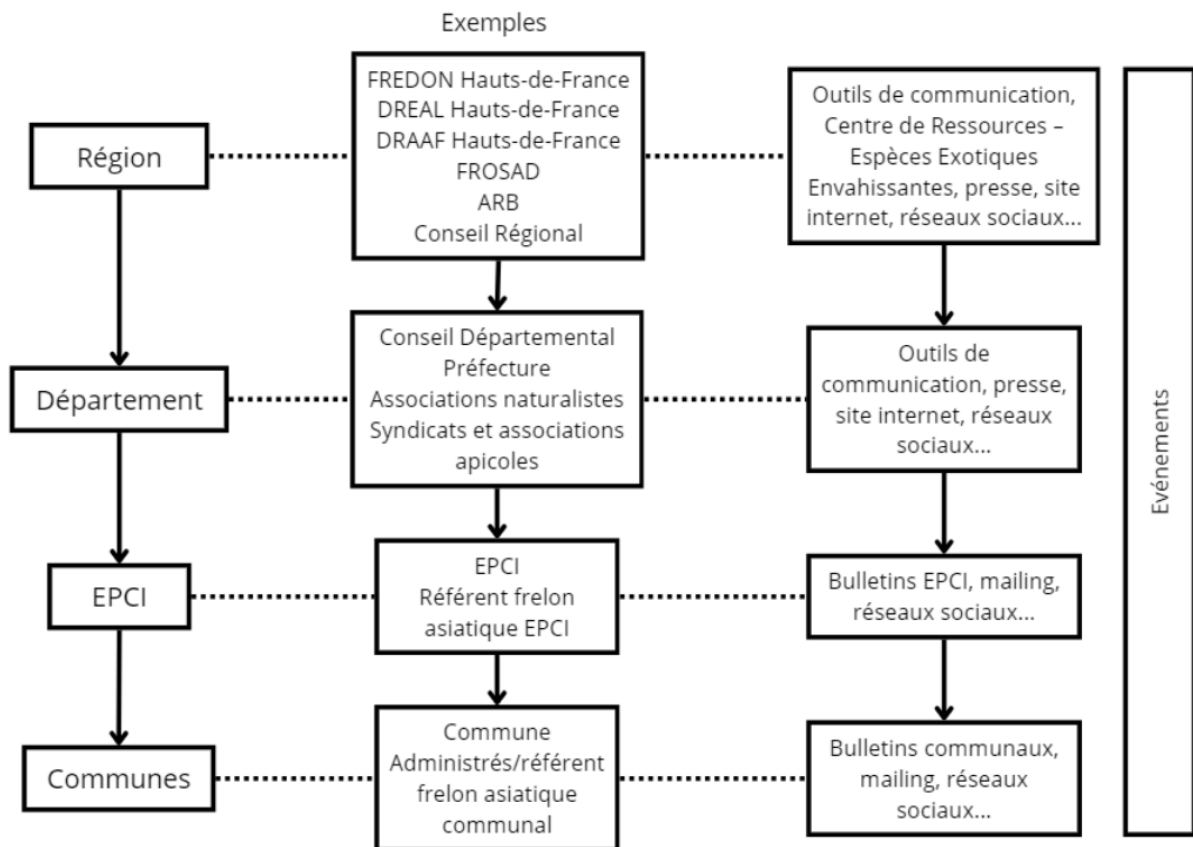 Exemples
Région
FREDON Hauts-de-France
DREAL Hauts-de-France
DRAAF Hauts-de-France
FROSAD
ARB
Conseil Régional
Outils de communication,
Centre de Ressources –
Espèces Exotiques
Envahissantes, presse, site
internet, réseaux sociaux...
Département
Conseil Départemental
Préfecture
Associations naturalistes
Syndicats et associations
apicoles
Outils de
communication, presse,
site internet, réseaux
sociaux...
EPCI
EPCI
Référent frelon
asiatique EPCI
Bulletins EPCI, mailing,
réseaux sociaux...
Communes
Commune
Administrés/référent
frelon asiatique
communal
Bulletins communaux,
mailing, réseaux
sociaux...
Evénements